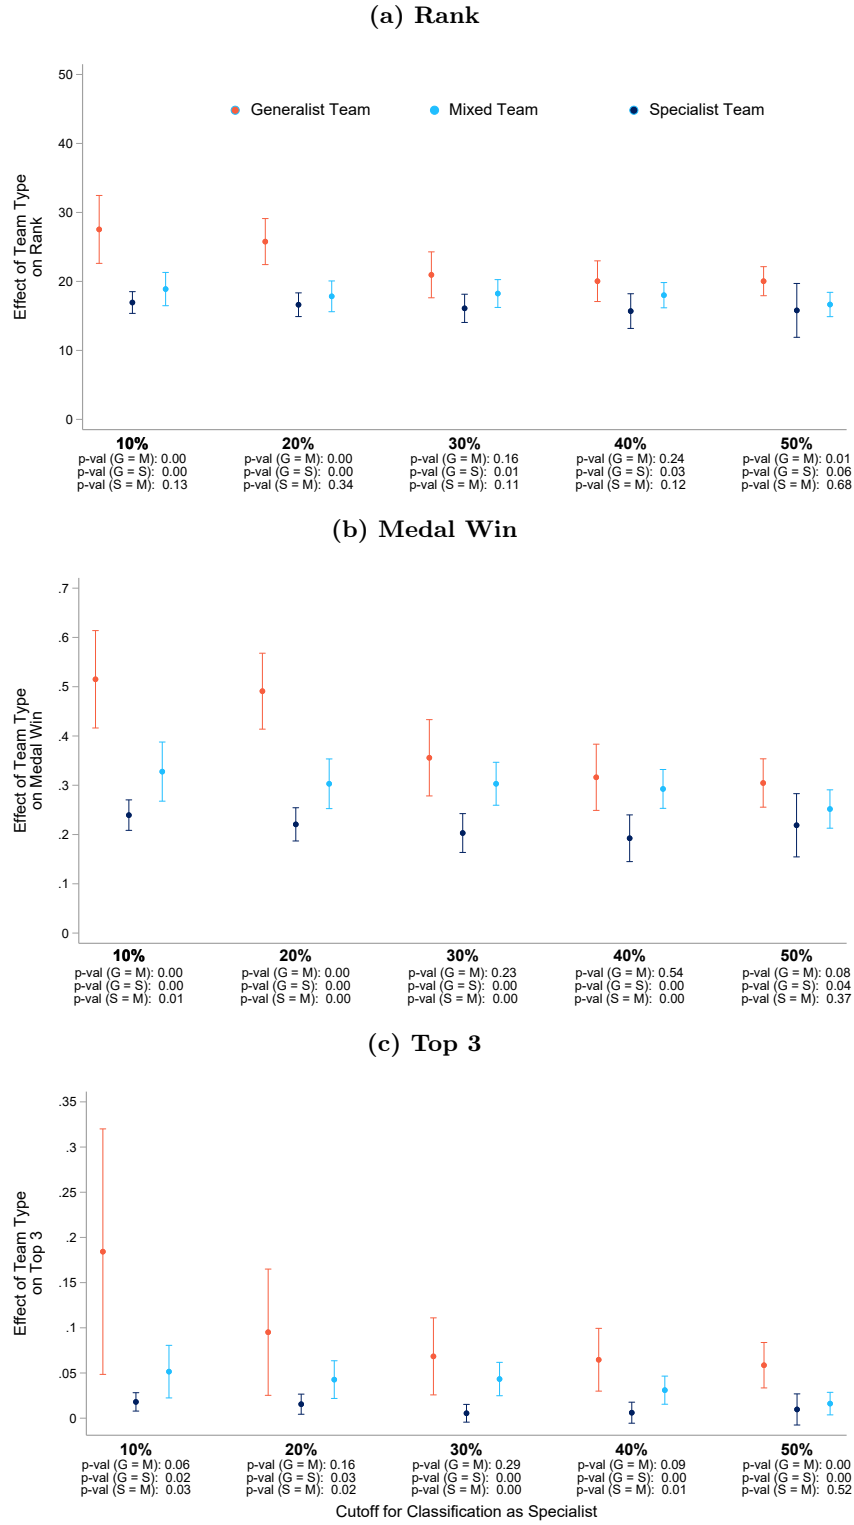 (a) Rank
50
40
30
20
10
0
Effect of Team Type
on Rank
Generalist Team Mixed Team Specialist Team
10% 20% 30% 40% 50%
p-val (G = M): 0.00 p-val (G = M): 0.00 p-val (G = M): 0.16 p-val (G = M): 0.24 p-val (G = M): 0.01
p-val (G = S): 0.00 p-val (G = S): 0.00 p-val (G = S): 0.01 p-val (G = S): 0.03 p-val (G = S): 0.06
p-val (S = M): 0.13 p-val (S = M): 0.34 p-val (S = M): 0.11 p-val (S = M): 0.12 p-val (S = M): 0.68
(b) Medal Win
.7
.6
.5
.4
.3
.2
.1
0
Effect of Team Type
on Medal Win
10% 20% 30% 40% 50%
p-val (G = M): 0.00 p-val (G = M): 0.00 p-val (G = M): 0.23 p-val (G = M): 0.54 p-val (G = M): 0.08
p-val (G = S): 0.00 p-val (G = S): 0.00 p-val (G = S): 0.00 p-val (G = S): 0.00 p-val (G = S): 0.04
p-val (S = M): 0.01 p-val (S = M): 0.00 p-val (S = M): 0.00 p-val (S = M): 0.00 p-val (S = M): 0.37
(c) Top 3
.35
.3
.25
.2
.15
.1
.05
0
Effect of Team Type
on Top 3
10% 20% 30% 40% 50%
p-val (G = M): 0.06 p-val (G = M): 0.16 p-val (G = M): 0.29 p-val (G = M): 0.09 p-val (G = M): 0.00
p-val (G = S): 0.02 p-val (G = S): 0.03 p-val (G = S): 0.00 p-val (G = S): 0.00 p-val (G = S): 0.00
p-val (S = M): 0.03 p-val (S = M): 0.02 p-val (S = M): 0.00 p-val (S = M): 0.01 p-val (S = M): 0.52
Cutoff for Classification as Specialist